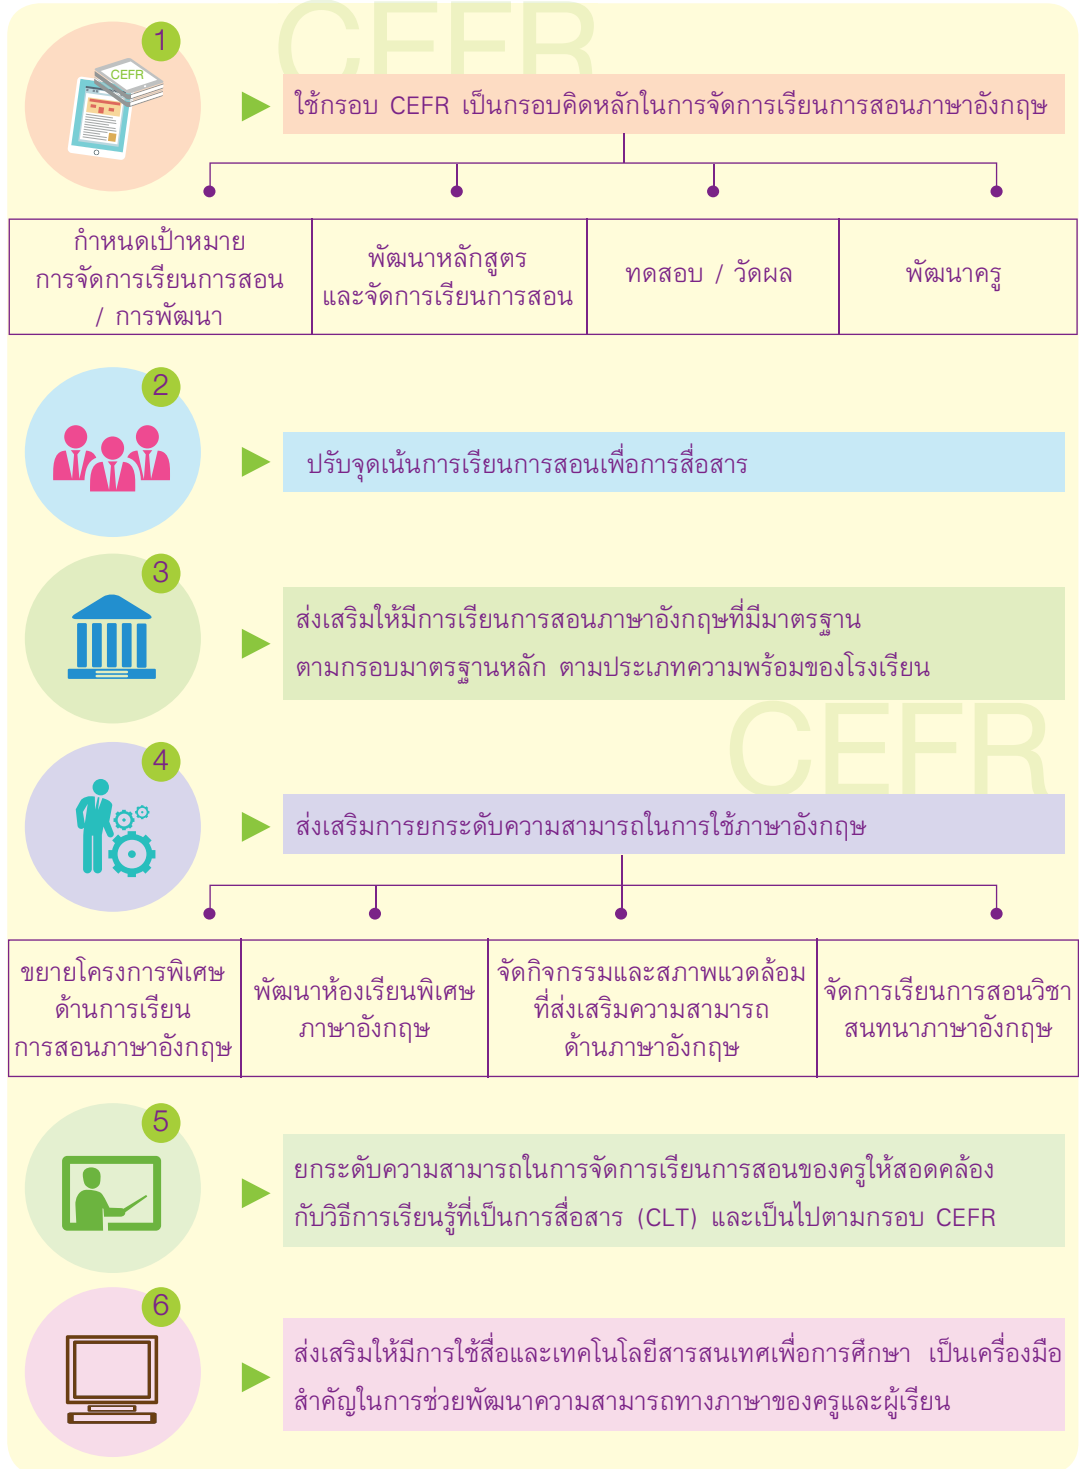 CEFR
1
CEFR
ใช้กรอบ CEFR เป็นกรอบคิดหลักในการจัดการเรียนการสอนภาษาอังกฤษ
กำหนดเป้าหมาย
การจัดการเรียนการสอน
/ การพัฒนา
พัฒนาหลักสูตร
และจัดการเรียนการสอน
ทดสอบ / วัดผล
พัฒนาครู
2
ปรับจุดเน้นการเรียนการสอนเพื่อการสื่อสาร
3
ส่งเสริมให้มีการเรียนการสอนภาษาอังกฤษที่มีมาตรฐาน
ตามกรอบมาตรฐานหลัก ตามประเภทความพร้อมของโรงเรียน
CEFR
4
ส่งเสริมการยกระดับความสามารถในการใช้ภาษาอังกฤษ
ขยายโครงการพิเศษ
ด้านการเรียน
การสอนภาษาอังกฤษ
พัฒนาห้องเรียนพิเศษ
ภาษาอังกฤษ
จัดกิจกรรมและสภาพแวดล้อม
ที่ส่งเสริมความสามารถ
ด้านภาษาอังกฤษ
จัดการเรียนการสอนวิชา
สนทนาภาษาอังกฤษ
5
ยกระดับความสามารถในการจัดการเรียนการสอนของครูให้สอดคล้อง
กับวิธีการเรียนรู้ที่เป็นการสื่อสาร (CLT) และเป็นไปตามกรอบ CEFR
6
ส่งเสริมให้มีการใช้สื่อและเทคโนโลยีสารสนเทศเพื่อการศึกษา เป็นเครื่องมือ
สำคัญในการช่วยพัฒนาความสามารถทางภาษาของครูและผู้เรียน